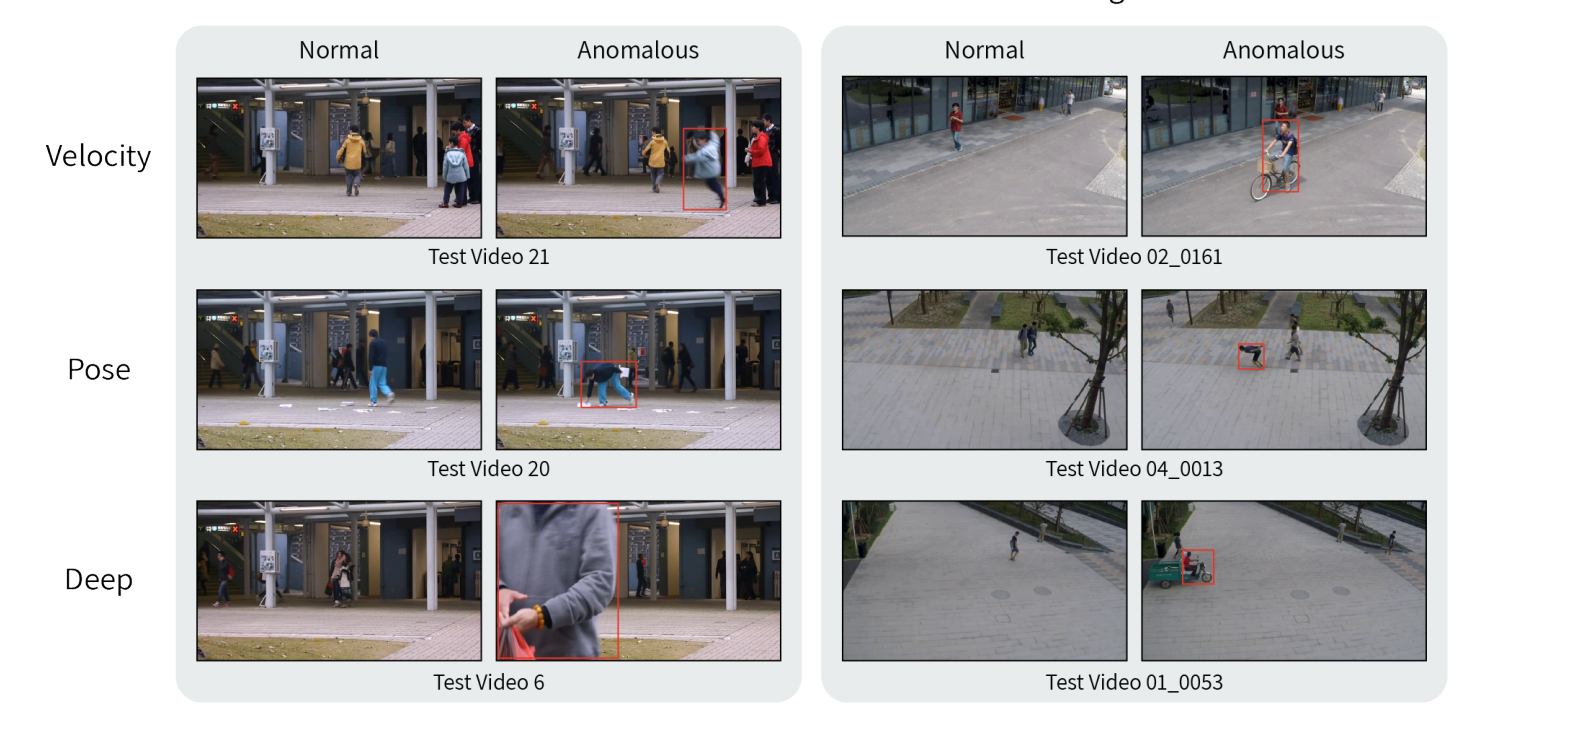 Normal Anomalous Normal Anomalous
Velocity
Test Video 21 Test Video 02_0161
Pose
Test Video 20 Test Video 04_0013
Deep
Test Video 6 Test Video 01_0053